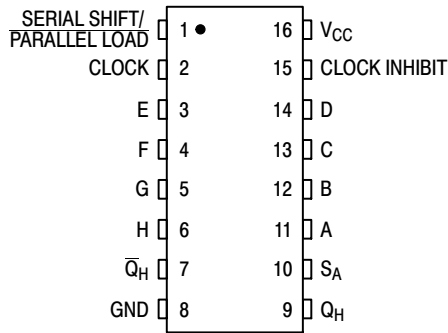 SERIAL SHIFT/
PARALLEL LOAD 1 16 VCC
CLOCK 2 15 CLOCK INHIBIT
E 3 14 D
F 4 13 C
G 5 12 B
H 6 11 A
Q̅H 7 10 SA
GND 8 9 QH